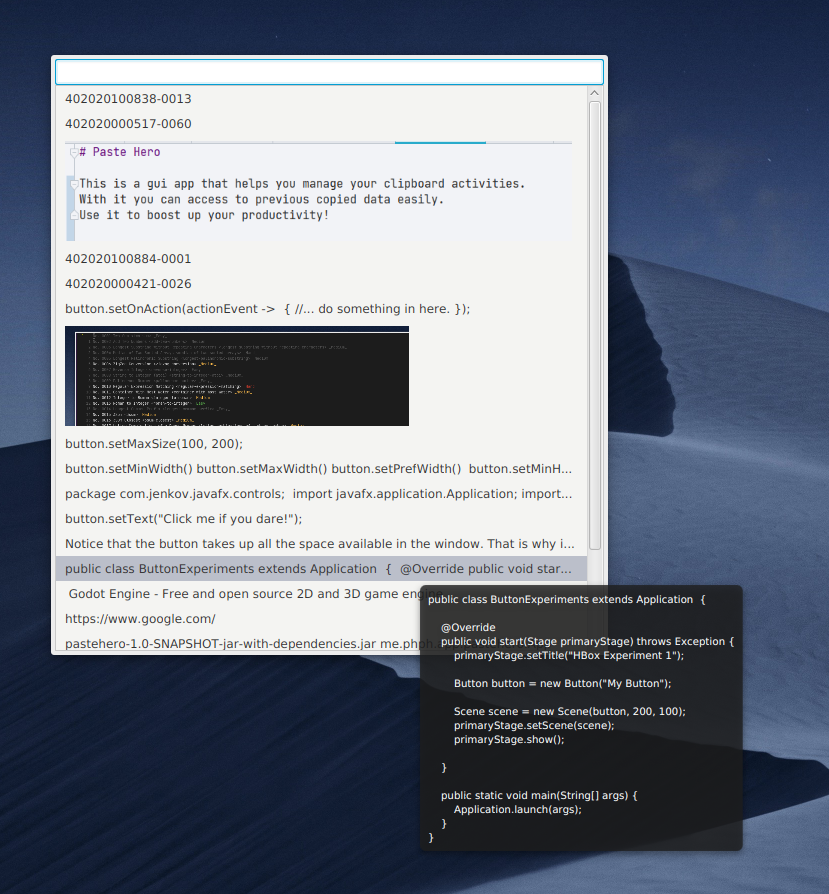 402020100838-0013
402020000517-0060
# Paste Hero
This is a gui app that helps you manage your clipboard activities.
With it you can access to previous copied data easily.
Use it to boost up your productivity!
402020100884-0001
402020000421-0026
button.setOnAction(actionEvent ->  { //... do something in here. });
button.setMaxSize(100, 200);
button.setMinWidth() button.setMaxWidth() button.setPrefWidth()  button.setMinH...
package com.jenkov.javafx.controls;  import javafx.application.Application; import...
button.setText("Click me if you dare!");
Notice that the button takes up all the space available in the window. That is why i...
public class ButtonExperiments extends Application  {  @Override public void star...
Godot Engine - Free and open source 2D and 3D game engine
https://www.google.com/
pastehero-1.0-SNAPSHOT-jar-with-dependencies.jar me.phph.
public class ButtonExperiments extends Application  {
@Override
public void start(Stage primaryStage) throws Exception {
primaryStage.setTitle("HBox Experiment 1");
Button button = new Button("My Button");
Scene scene = new Scene(button, 200, 100);
primaryStage.setScene(scene);
primaryStage.show();
}
public static void main(String[] args) {
Application.launch(args);
}
}